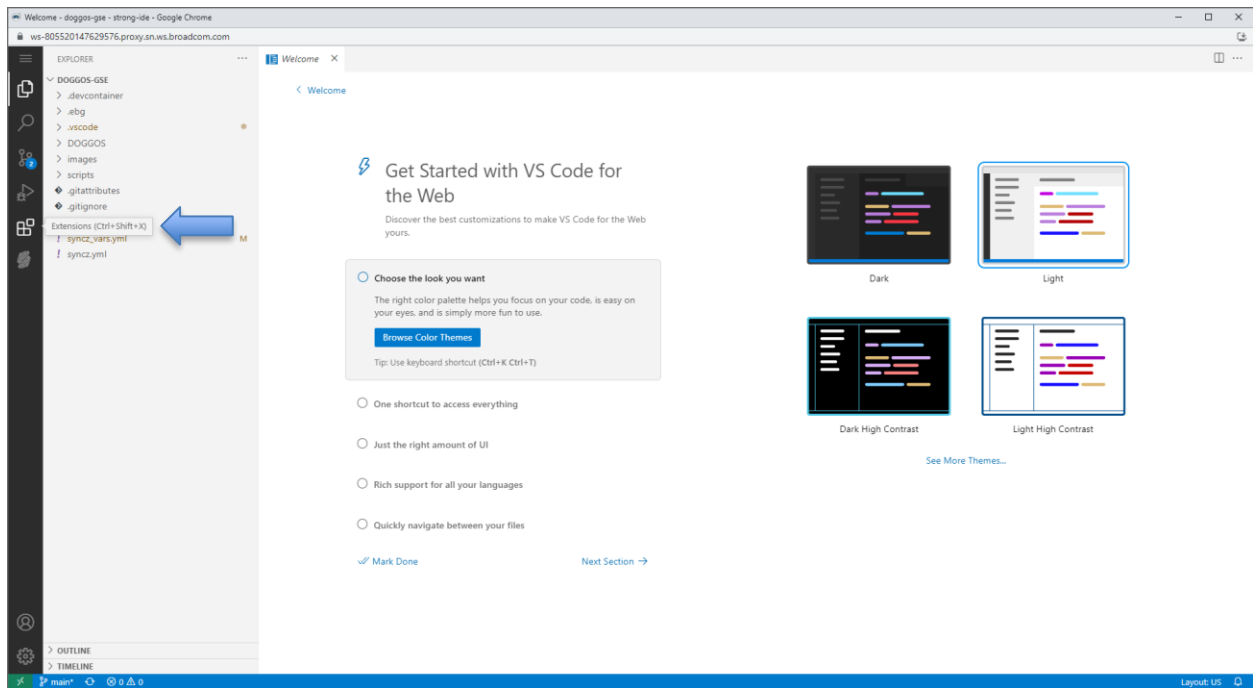 Welcome - doggos-gse - strong-ide - Google Chrome
ws-805520147629576.proxy.sn.ws.broadcom.com
EXPLORER
Welcome
DOGGOS-GSE
.devcontainer
.ebg
.vscode
DOGGOS
images
scripts
.gitattributes
.gitignore
Extensions (Ctrl+Shift+X)
! syncz_vars.yml M
! syncz.yml
2
OUTLINE
TIMELINE
< Welcome
Get Started with VS Code for
the Web
Discover the best customizations to make VS Code for the Web
yours.
Choose the look you want
The right color palette helps you focus on your code, is easy on
your eyes, and is simply more fun to use.
Browse Color Themes
Tip: Use keyboard shortcut (Ctrl+K Ctrl+T)
One shortcut to access everything
Just the right amount of UI
Rich support for all your languages
Quickly navigate between your files
Mark Done
Next Section →
Dark
Light
Dark High Contrast
Light High Contrast
See More Themes...
main* 0 0
Layout: US